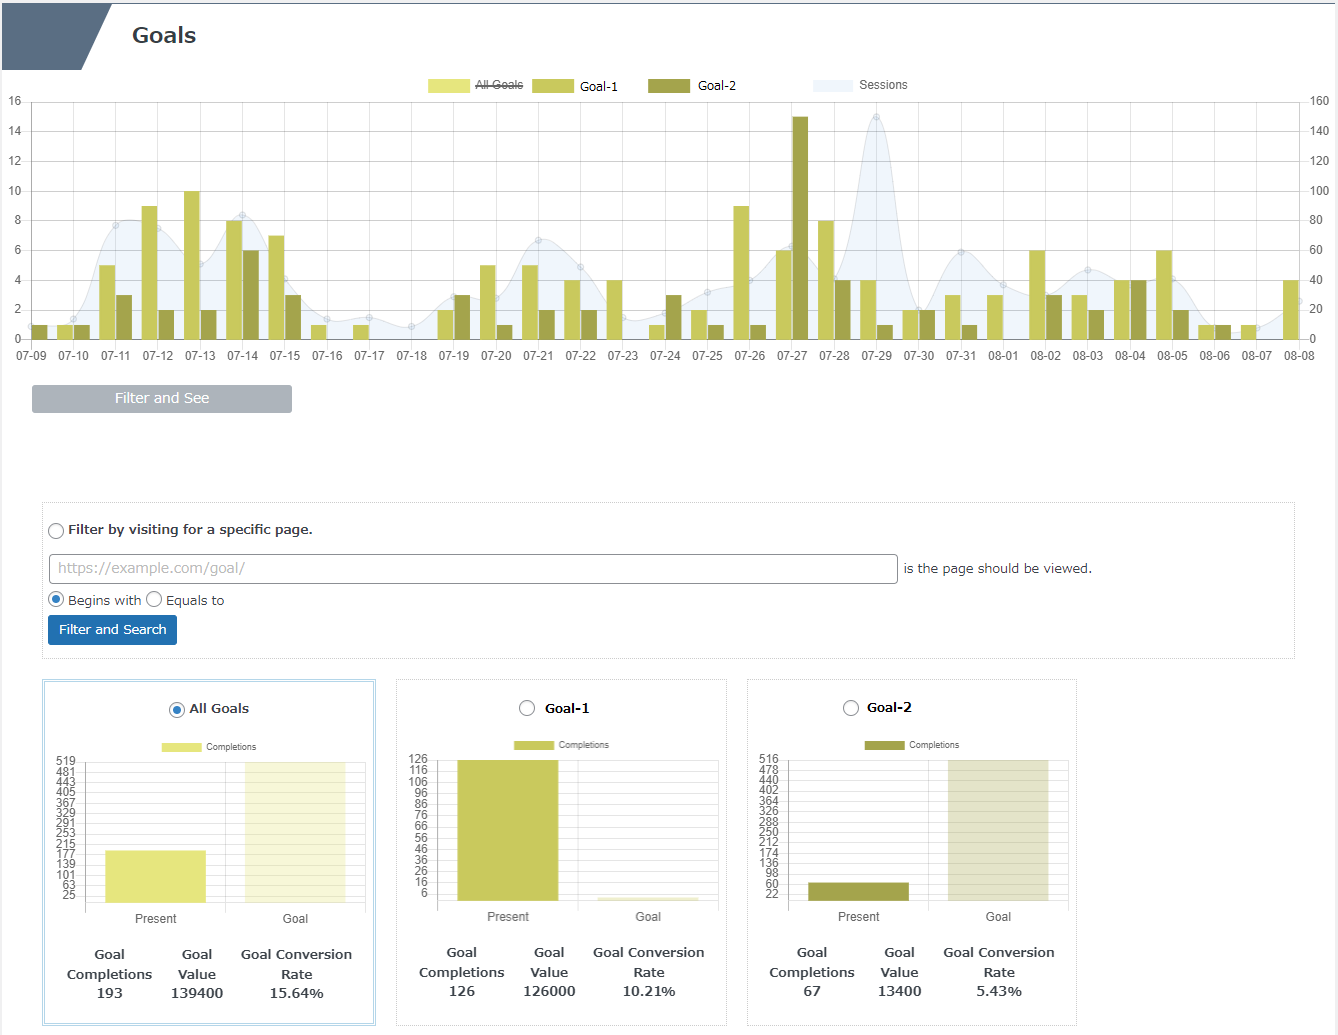 Goals
All Goals Goal-1 Goal-2 Sessions
16 160
14 140
12 120
10 100
8 80
6 60
4 40
2 20
0 0
07-09 07-10 07-11 07-12 07-13 07-14 07-15 07-16 07-17 07-18 07-19 07-20 07-21 07-22 07-23 07-24 07-25 07-26 07-27 07-28 07-29 07-30 07-31 08-01 08-02 08-03 08-04 08-05 08-06 08-07 08-08
Filter and See
Filter by visiting for a specific page.
https://example.com/goal/ is the page should be viewed.
Begins with Equals to
Filter and Search
All Goals
Completions
519
481
443
405
367
329
291
253
215
177
139
101
63
25
Present Goal
Goal Completions Goal Value Goal Conversion Rate
193 139400 15.64%
Goal-1
Completions
126
116
106
96
86
76
66
56
46
36
26
16
6
Present Goal
Goal Completions Goal Value Goal Conversion Rate
126 126000 10.21%
Goal-2
Completions
516
478
440
402
364
326
288
250
212
174
136
98
60
22
Present Goal
Goal Completions Goal Value Goal Conversion Rate
67 13400 5.43%